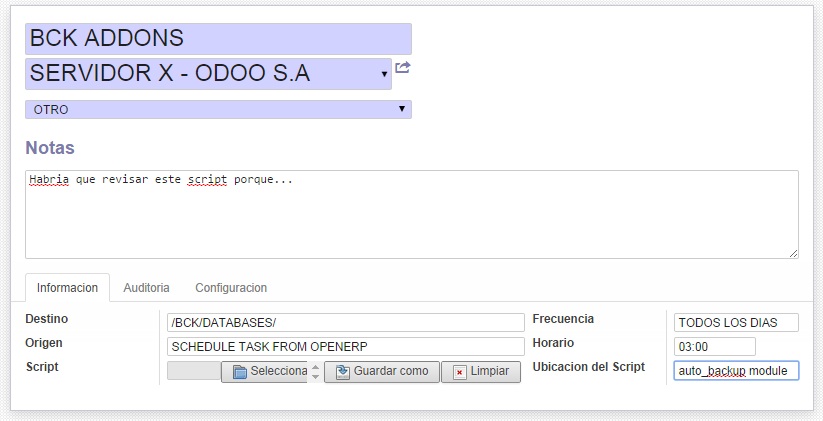 BCK ADDONS
SERVIDOR X - ODOO S.A
OTRO
Notas
Habria que revisar este script porque...
Informacion Auditoria Configuracion
Destino /BCK/DATABASES/ Frecuencia TODOS LOS DIAS
Origen SCHEDULE TASK FROM OPENERP Horario 03:00
Script Selecciona Guardar como Limpiar Ubicacion del Script auto_backup module